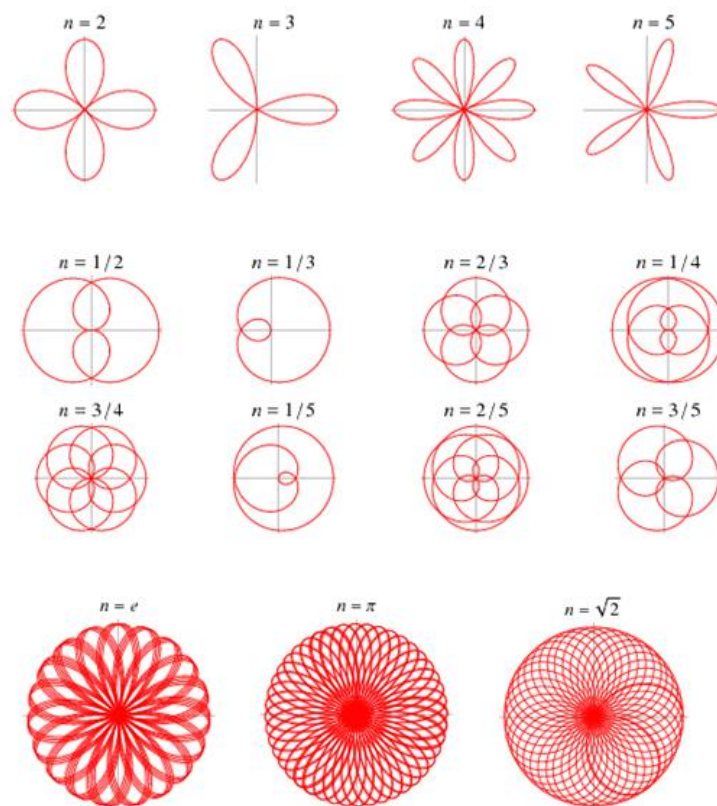 n = 2 n = 3 n = 4 n = 5
n = 1/2 n = 1/3 n = 2/3 n = 1/4
n = 3/4 n = 1/5 n = 2/5 n = 3/5
n = e n = π n = √2